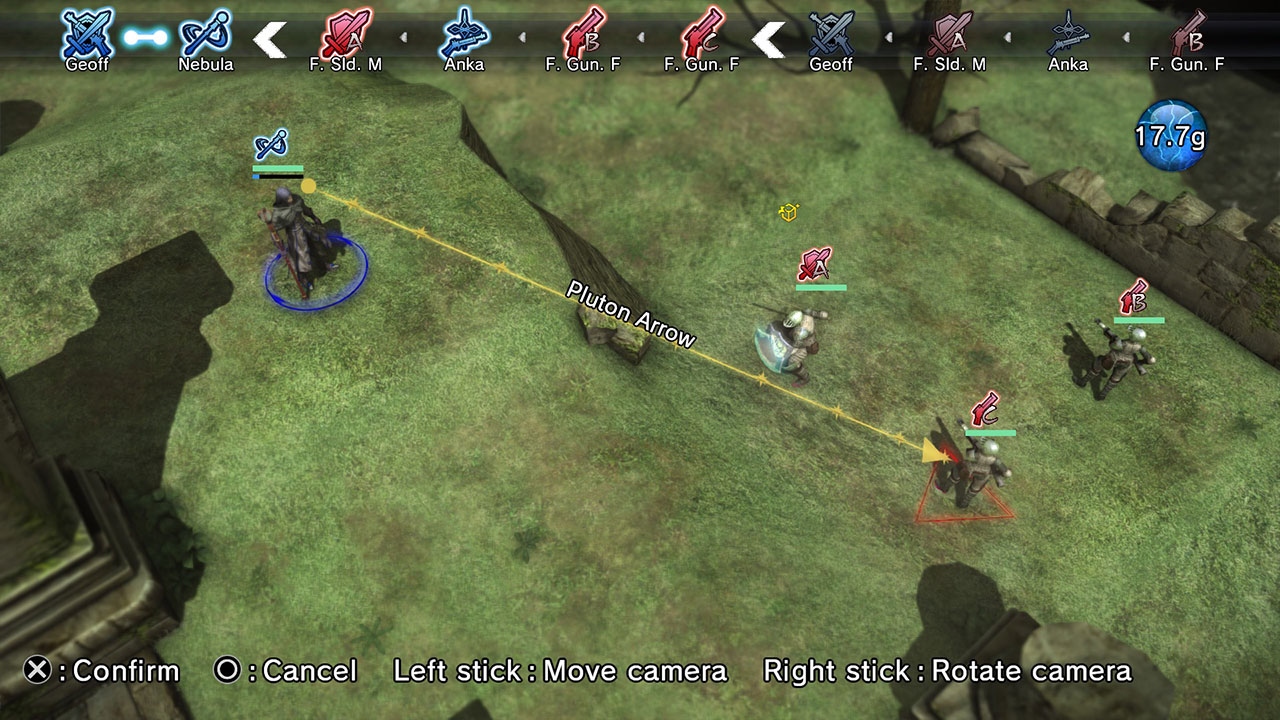 Geoff Nebula F. Sld. M Anka F. Gun. F F. Gun. F Geoff F. Sld. M Anka F. Gun. F
A B C A B
17.7g
A
B
Pluton Arrow
C
: Confirm : Cancel Left stick : Move camera Right stick : Rotate camera